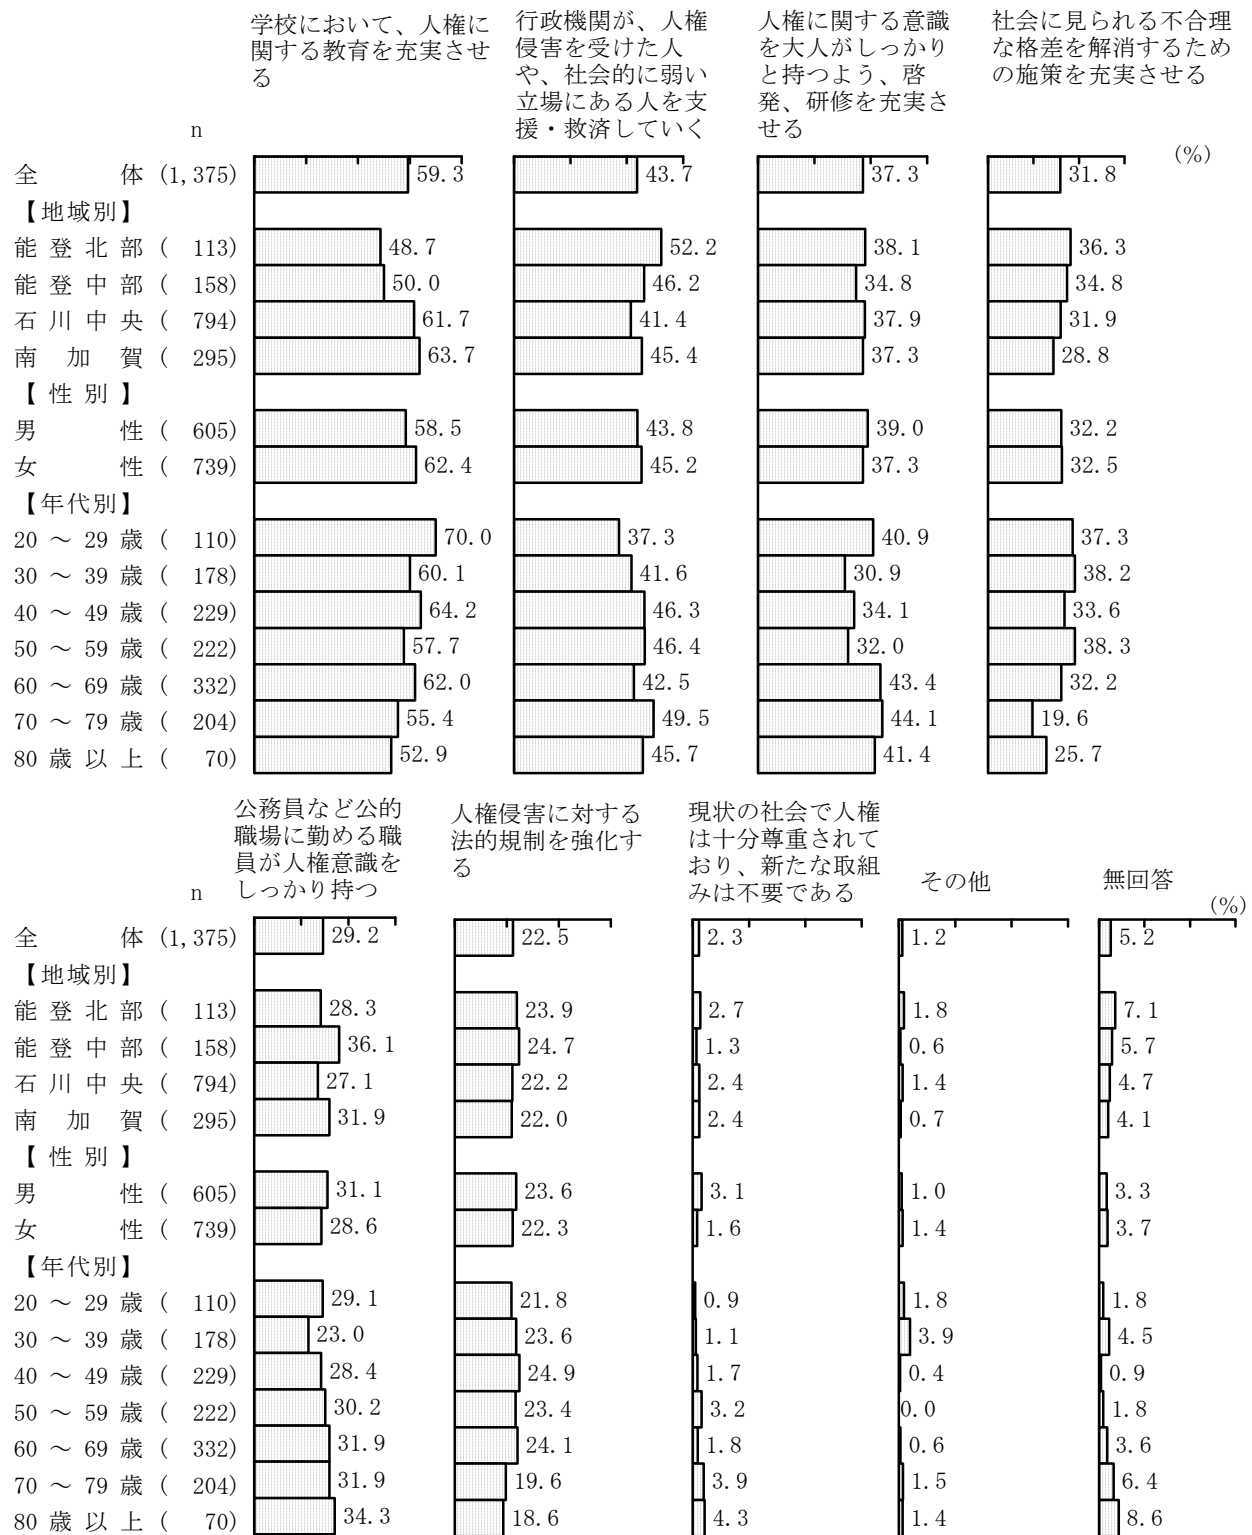 学校において、人権に
関する教育を充実させ
る
行政機関が、人権
侵害を受けた人
や、社会的に弱い
立場にある人を支
援・救済していく
人権に関する意識
を大人がしっかり
と持つよう、啓
発、研修を充実さ
せる
社会に見られる不合理
な格差を解消するため
の施策を充実させる
n
(%)
全 体 (1,375) 59.3 43.7 37.3 31.8
【地域別】
能登北部 ( 113) 48.7 52.2 38.1 36.3
能登中部 ( 158) 50.0 46.2 34.8 34.8
石川中央 ( 794) 61.7 41.4 37.9 31.9
南加賀 ( 295) 63.7 45.4 37.3 28.8
【性別】
男 性 ( 605) 58.5 43.8 39.0 32.2
女 性 ( 739) 62.4 45.2 37.3 32.5
【年代別】
20～29歳 ( 110) 70.0 37.3 40.9 37.3
30～39歳 ( 178) 60.1 41.6 30.9 38.2
40～49歳 ( 229) 64.2 46.3 34.1 33.6
50～59歳 ( 222) 57.7 46.4 32.0 38.3
60～69歳 ( 332) 62.0 42.5 43.4 32.2
70～79歳 ( 204) 55.4 49.5 44.1 19.6
80歳以上 ( 70) 52.9 45.7 41.4 25.7
公務員など公的
職場に勤める職
員が人権意識を
しっかり持つ
人権侵害に対する
法的規制を強化す
る
現状の社会で人権
は十分尊重されて
おり、新たな取組
みは不要である
その他
無回答
n
(%)
全 体 (1,375) 29.2 22.5 2.3 1.2 5.2
【地域別】
能登北部 ( 113) 28.3 23.9 2.7 1.8 7.1
能登中部 ( 158) 36.1 24.7 1.3 0.6 5.7
石川中央 ( 794) 27.1 22.2 2.4 1.4 4.7
南加賀 ( 295) 31.9 22.0 2.4 0.7 4.1
【性別】
男 性 ( 605) 31.1 23.6 3.1 1.0 3.3
女 性 ( 739) 28.6 22.3 1.6 1.4 3.7
【年代別】
20～29歳 ( 110) 29.1 21.8 0.9 1.8 1.8
30～39歳 ( 178) 23.0 23.6 1.1 3.9 4.5
40～49歳 ( 229) 28.4 24.9 1.7 0.4 0.9
50～59歳 ( 222) 30.2 23.4 3.2 0.0 1.8
60～69歳 ( 332) 31.9 24.1 1.8 0.6 3.6
70～79歳 ( 204) 31.9 19.6 3.9 1.5 6.4
80歳以上 ( 70) 34.3 18.6 4.3 1.4 8.6